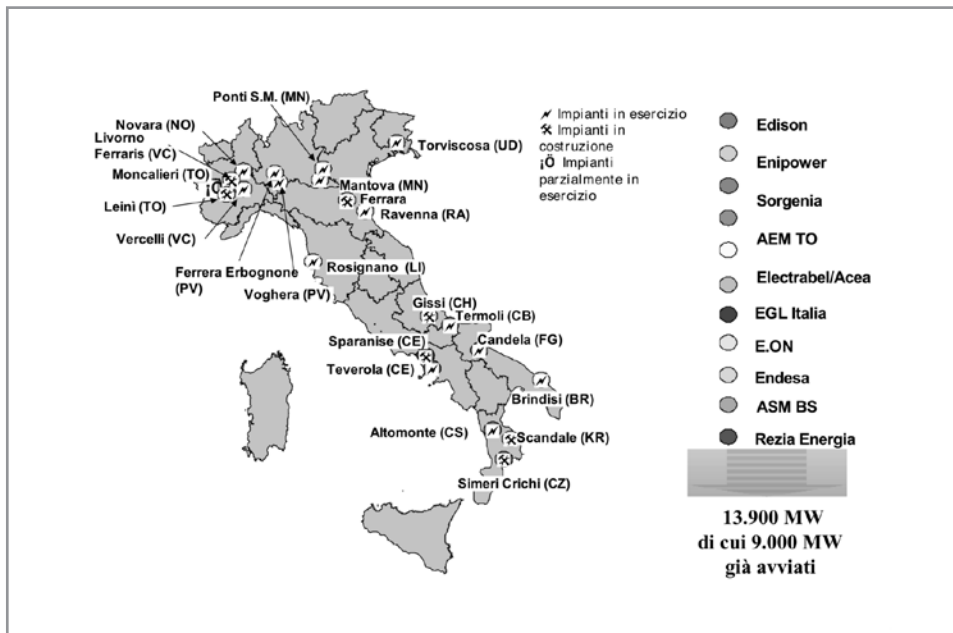 Ponti S.M. (MN)
Novara (NO)
Livorno
Ferraris (VC)
Moncalieri (TO)
¡Ö
Leinì (TO)
Vercelli (VC)
Ferrera Erbognone
(PV)
Voghera (PV)
Torviscosa (UD)
Mantova (MN)
Ferrara
Ravenna (RA)
Rosignano (LI)
Gissi (CH)
Termoli (CB)
Sparanise (CE)
Candela (FG)
Teverola (CE)
Brindisi (BR)
Altomonte (CS)
Scandale (KR)
Simeri Crichi (CZ)
Impianti in esercizio
Impianti in
costruzione
¡Ö Impianti
parzialmente in
esercizio
Edison
Enipower
Sorgenia
AEM TO
Electrabel/Acea
EGL Italia
E.ON
Endesa
ASM BS
Rezia Energia
13.900 MW
di cui 9.000 MW
già avviati